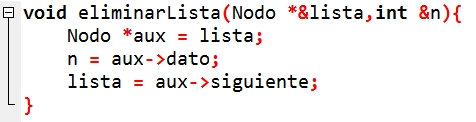 void eliminarLista(Nodo *&lista,int &n){
    Nodo *aux = lista;
    n = aux->dato;
    lista = aux->siguiente;
}